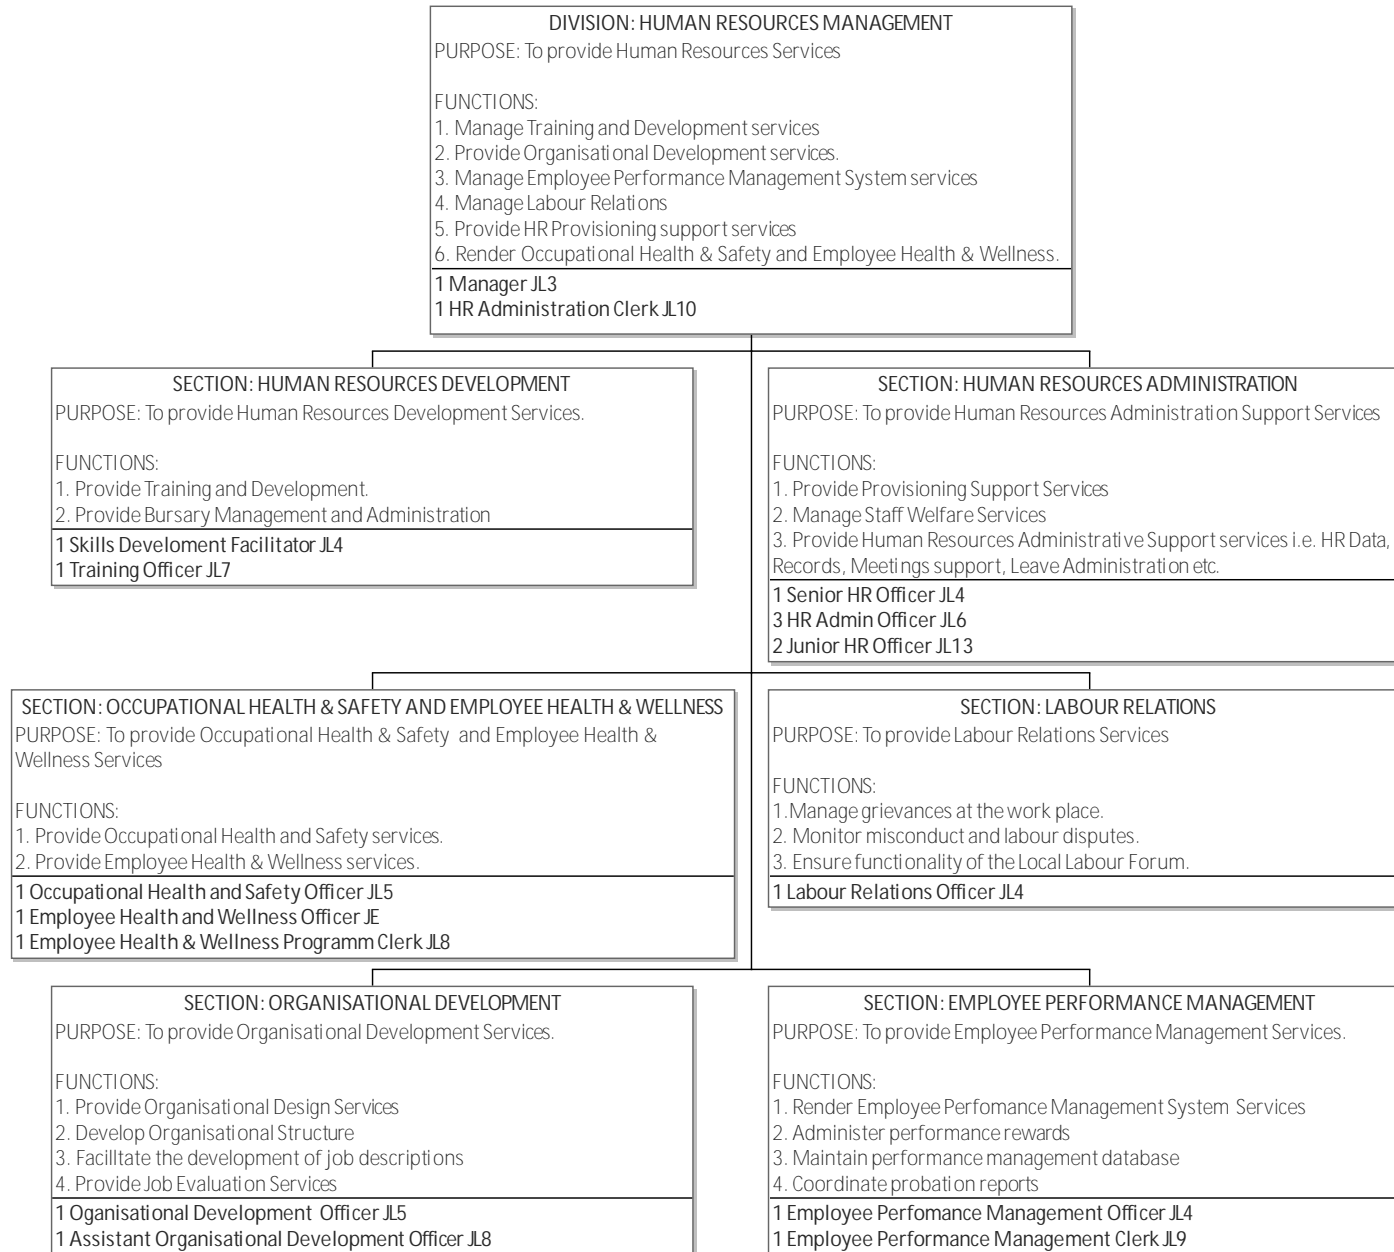 DIVISION: HUMAN RESOURCES MANAGEMENT
PURPOSE: To provide Human Resources Services
FUNCTIONS:
1. Manage Training and Development services
2. Provide Organisational Development services.
3. Manage Employee Performance Management System services
4. Manage Labour Relations
5. Provide HR Provisioning support services
6. Render Occupational Health & Safety and Employee Health & Wellness.
1 Manager JL3
1 HR Administration Clerk JL10
SECTION: HUMAN RESOURCES DEVELOPMENT
PURPOSE: To provide Human Resources Development Services.
FUNCTIONS:
1. Provide Training and Development.
2. Provide Bursary Management and Administration
1 Skills Develoment Facilitator JL4
1 Training Officer JL7
SECTION: HUMAN RESOURCES ADMINISTRATION
PURPOSE: To provide Human Resources Administration Support Services
FUNCTIONS:
1. Provide Provisioning Support Services
2. Manage Staff Welfare Services
3. Provide Human Resources Administrative Support services i.e. HR Data,
Records, Meetings support, Leave Administration etc.
1 Senior HR Officer JL4
3 HR Admin Officer JL6
2 Junior HR Officer JL13
SECTION: OCCUPATIONAL HEALTH & SAFETY AND EMPLOYEE HEALTH & WELLNESS
PURPOSE: To provide Occupational Health & Safety and Employee Health &
Wellness Services
FUNCTIONS:
1. Provide Occupational Health and Safety services.
2. Provide Employee Health & Wellness services.
1 Occupational Health and Safety Officer JL5
1 Employee Health and Wellness Officer JE
1 Employee Health & Wellness Programm Clerk JL8
SECTION: LABOUR RELATIONS
PURPOSE: To provide Labour Relations Services
FUNCTIONS:
1.Manage grievances at the work place.
2. Monitor misconduct and labour disputes.
3. Ensure functionality of the Local Labour Forum.
1 Labour Relations Officer JL4
SECTION: ORGANISATIONAL DEVELOPMENT
PURPOSE: To provide Organisational Development Services.
FUNCTIONS:
1. Provide Organisational Design Services
2. Develop Organisational Structure
3. Facilltate the development of job descriptions
4. Provide Job Evaluation Services
1 Oganisational Development Officer JL5
1 Assistant Organisational Development Officer JL8
SECTION: EMPLOYEE PERFORMANCE MANAGEMENT
PURPOSE: To provide Employee Performance Management Services.
FUNCTIONS:
1. Render Employee Perfomance Management System Services
2. Administer performance rewards
3. Maintain performance management database
4. Coordinate probation reports
1 Employee Perfomance Management Officer JL4
1 Employee Performance Management Clerk JL9